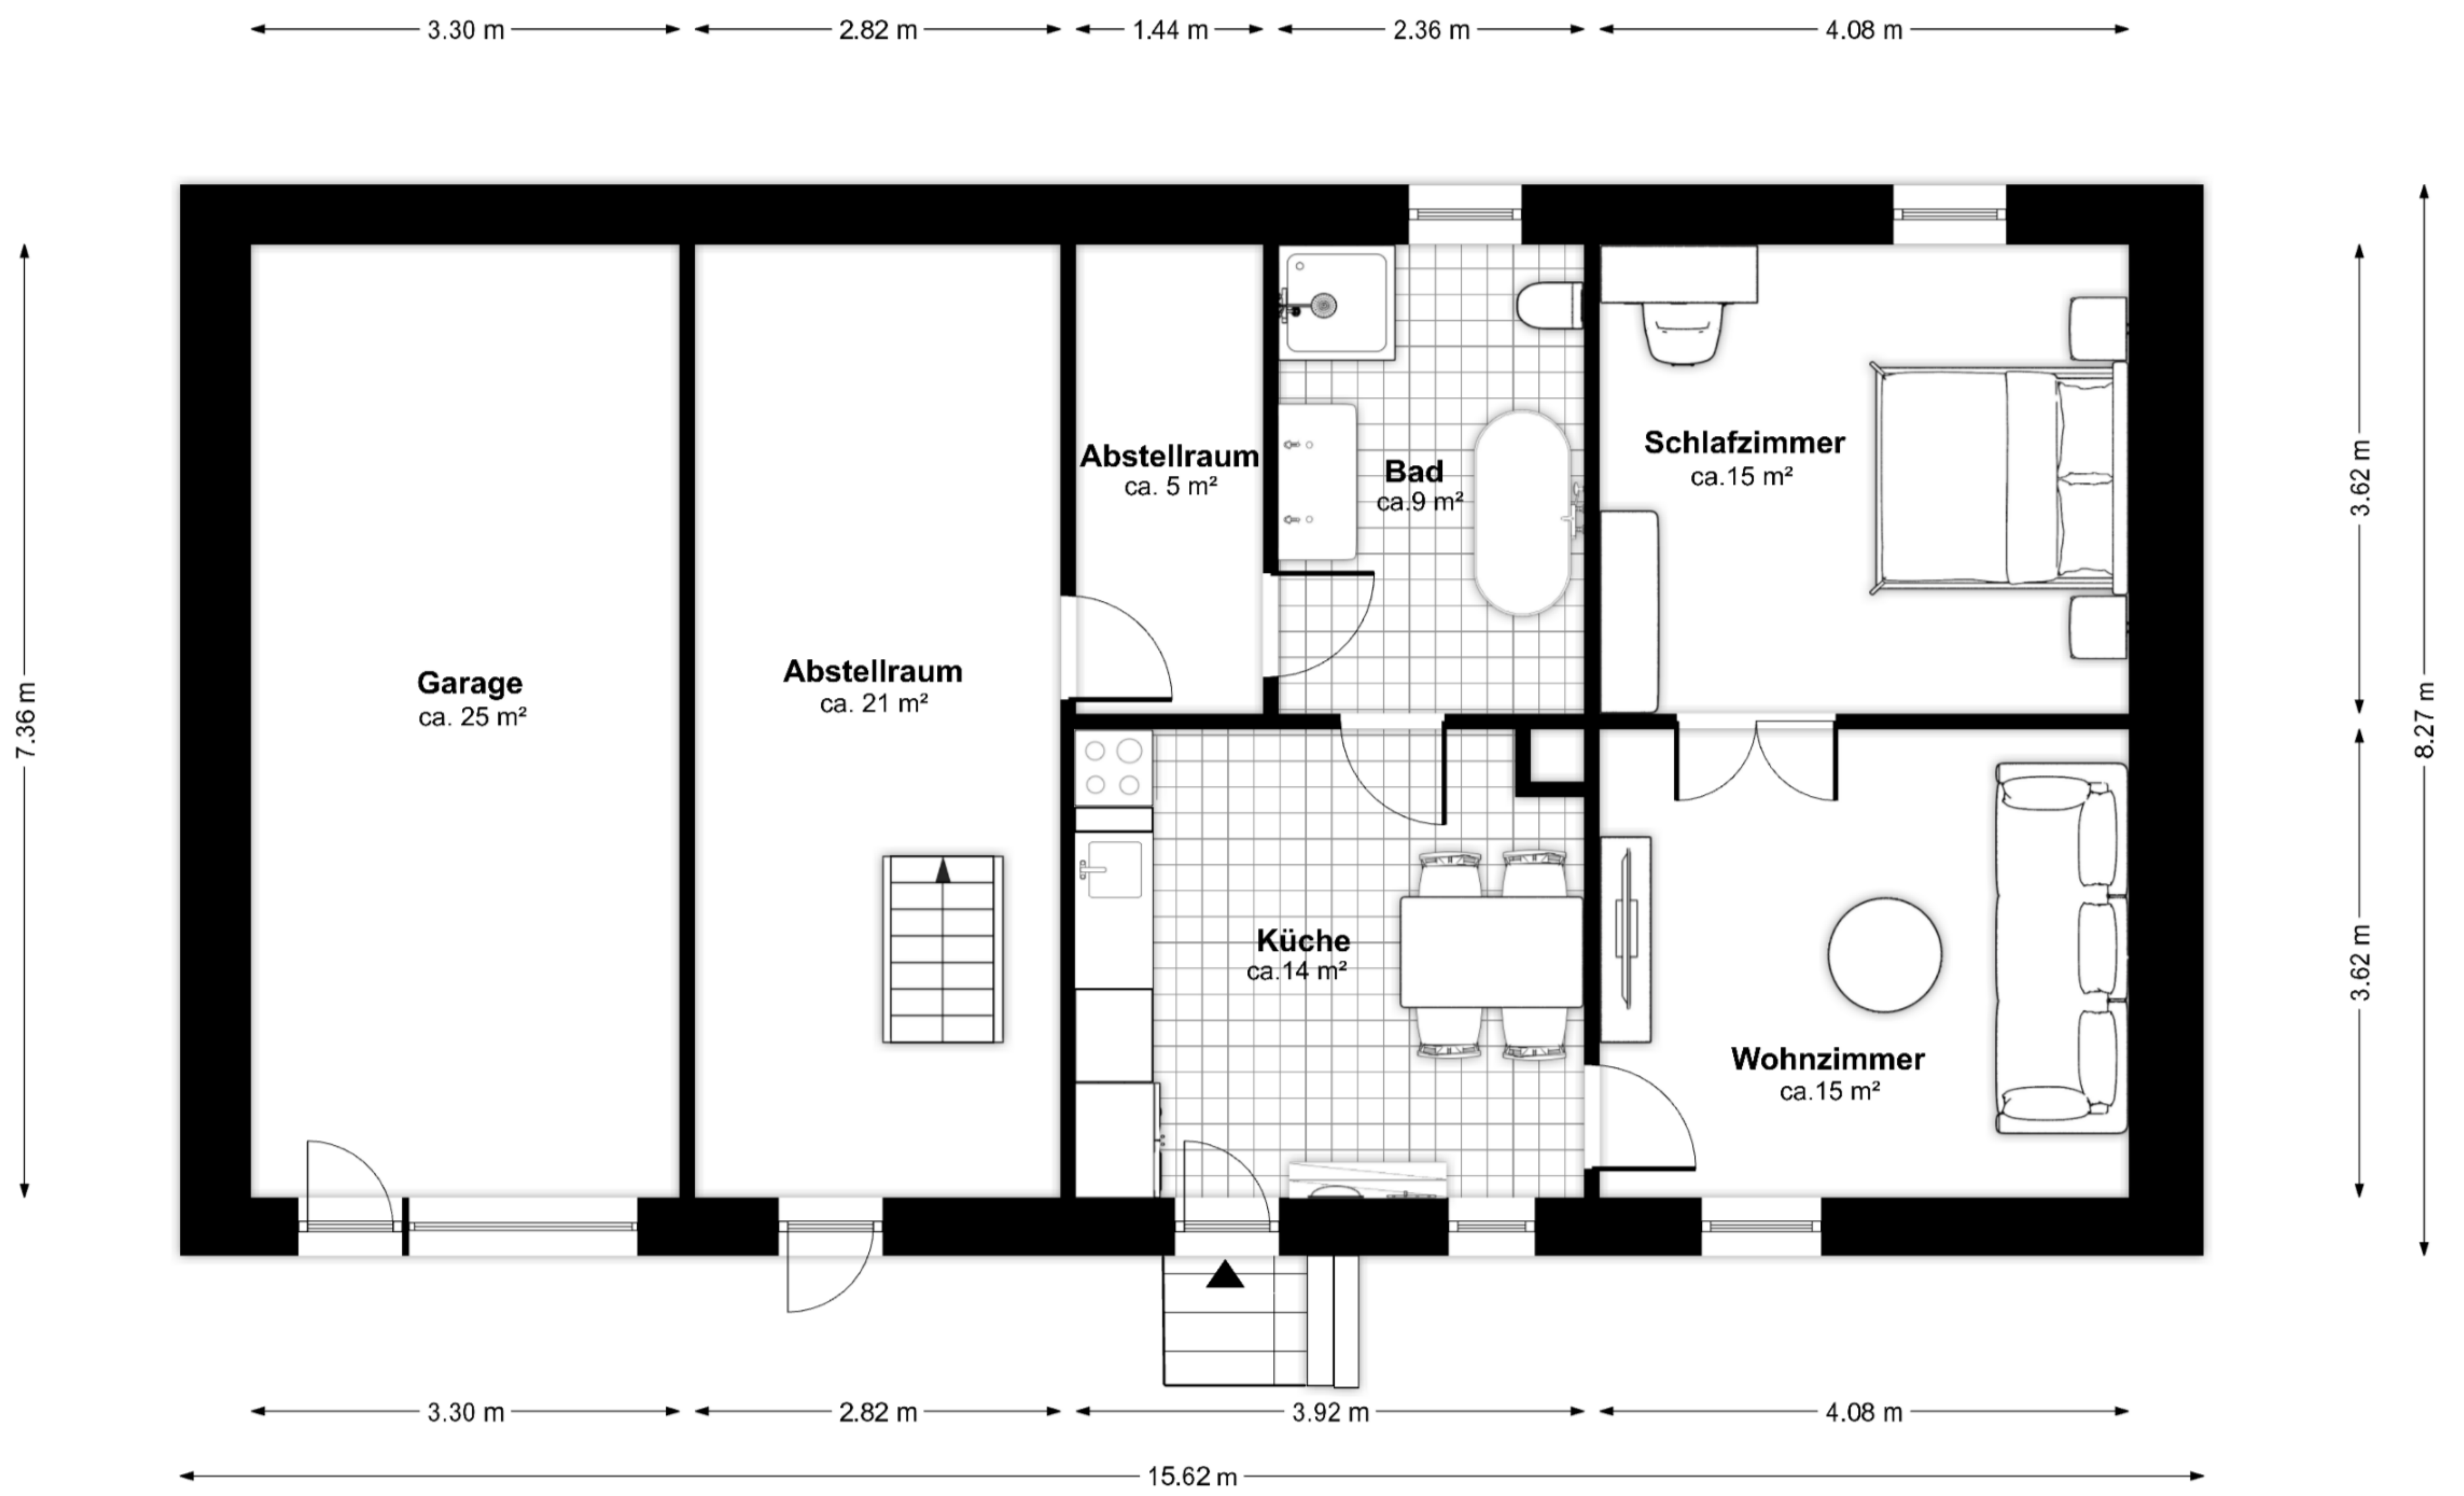 3.30 m
2.82 m
1.44 m
2.36 m
4.08 m
Schlafzimmer
ca.15 m²
Abstellraum
ca. 5 m²
Bad
ca.9 m²
3.62 m
Abstellraum
ca. 21 m²
Garage
ca. 25 m²
7.36 m
8.27 m
Küche
ca.14 m²
3.62 m
Wohnzimmer
ca.15 m²
3.30 m
2.82 m
3.92 m
4.08 m
15.62 m